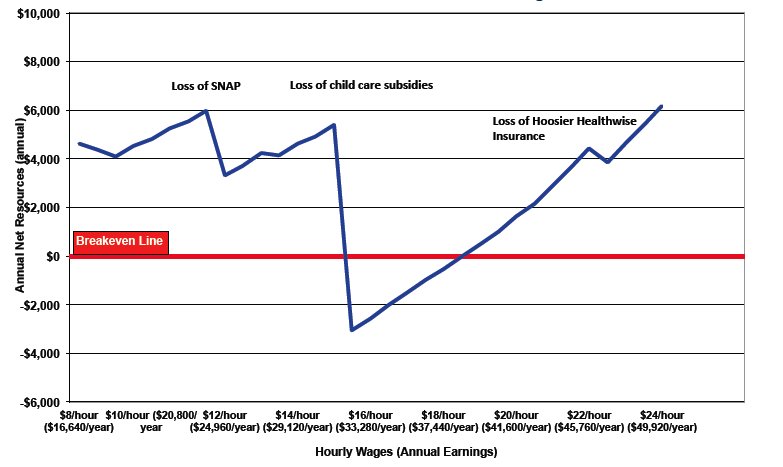 $10,000
$8,000
$6,000
$4,000
$2,000
$0
-$2,000
-$4,000
-$6,000
Annual Net Resources (annual)
Loss of SNAP
Loss of child care subsidies
Loss of Hoosier Healthwise
Insurance
Breakeven Line
$8/hour $10/hour ($20,800/ $12/hour $14/hour $16/hour $18/hour $20/hour $22/hour $24/hour
($16,640/year) year ($24,960/year) ($29,120/year) ($33,280/year) ($37,440/year) ($41,600/year) ($45,760/year) ($49,920/year)
Hourly Wages (Annual Earnings)